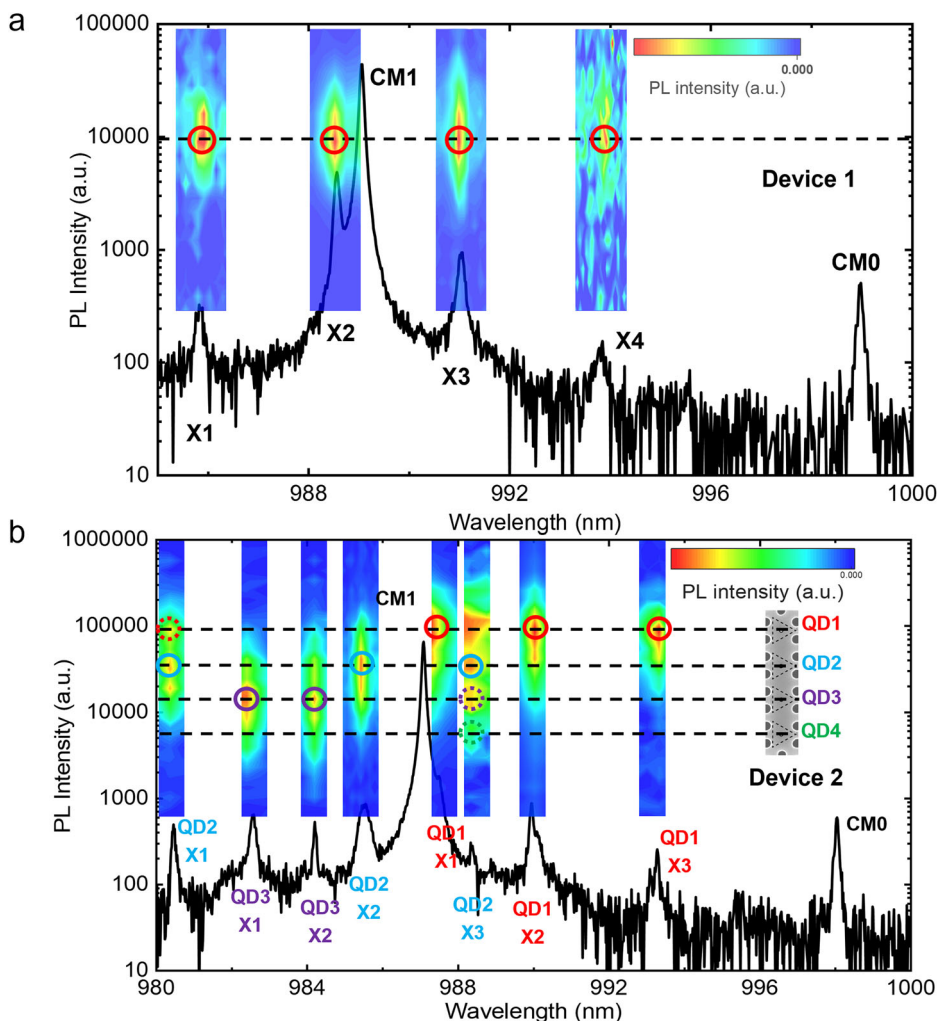 a
100000
10000
1000
100
10
PL Intensity (a.u.)
0.000
PL intensity (a.u.)
CM1
Device 1
CM0
X1
X2
X3
X4
988
992
996
1000
Wavelength (nm)
b
1000000
100000
10000
1000
100
10
PL Intensity (a.u.)
CM1
0.000
PL intensity (a.u.)
QD1
QD2
QD3
QD4
Device 2
CM0
QD2
X1
QD3
X1
QD3
X2
QD2
X2
QD1
X1
QD2
X3
QD1
X2
QD1
X3
980
984
988
992
996
1000
Wavelength (nm)